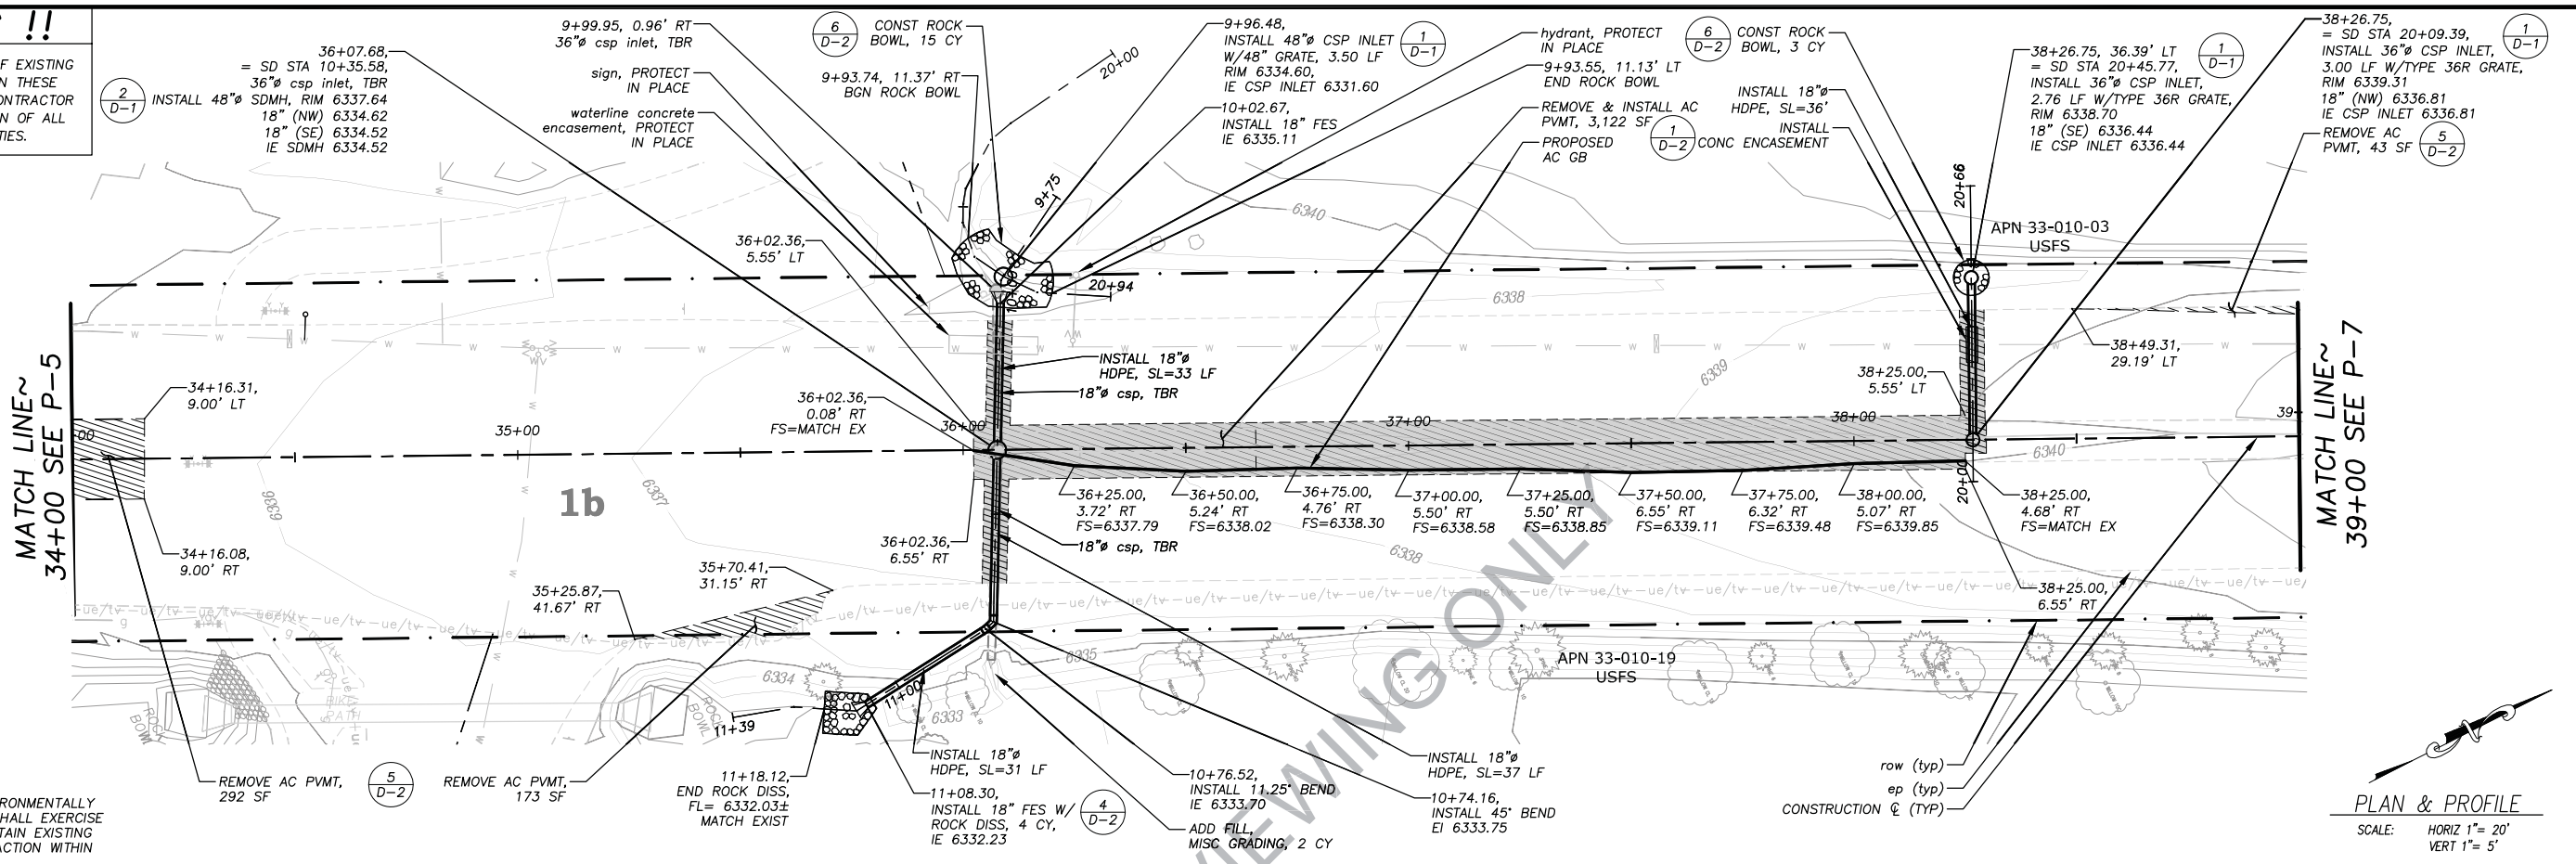 !!
F EXISTING
N THESE
ONTRACTOR
N OF ALL
TIES.
2
D-1
36+07.68,
= SD STA 10+35.58,
36"ø csp inlet, TBR
INSTALL 48"ø SDMH, RIM 6337.64
18" (NW) 6334.62
18" (SE) 6334.52
IE SDMH 6334.52
9+99.95, 0.96' RT
36"ø csp inlet, TBR
sign, PROTECT
IN PLACE
waterline concrete
encasement, PROTECT
IN PLACE
6
D-2
CONST ROCK
BOWL, 15 CY
9+93.74, 11.37' RT
BGN ROCK BOWL
20+00
9+75
9+96.48,
INSTALL 48"ø CSP INLET
W/48" GRATE, 3.50 LF
RIM 6334.60,
IE CSP INLET 6331.60
1
D-1
10+02.67,
INSTALL 18" FES
IE 6335.11
hydrant, PROTECT
IN PLACE
9+93.55, 11.13' LT
END ROCK BOWL
REMOVE & INSTALL AC
PVMT, 3,122 SF
PROPOSED
AC GB
6
D-2
CONST ROCK
BOWL, 3 CY
INSTALL 18"ø
HDPE, SL=36'
INSTALL
CONC ENCASEMENT
1
D-2
38+26.75, 36.39' LT
= SD STA 20+45.77,
INSTALL 36"ø CSP INLET,
2.76 LF W/TYPE 36R GRATE,
RIM 6338.70
18" (SE) 6336.44
IE CSP INLET 6336.44
1
D-1
38+26.75,
= SD STA 20+09.39,
INSTALL 36"ø CSP INLET,
3.00 LF W/TYPE 36R GRATE,
RIM 6339.31
18" (NW) 6336.81
IE CSP INLET 6336.81
1
D-1
REMOVE AC
PVMT, 43 SF
5
D-2
20+66
APN 33-010-03
USFS
6340
6338
6339
36+02.36,
5.55' LT
20+94
10
INSTALL 18"ø
HDPE, SL=33 LF
18"ø csp, TBR
38+49.31,
29.19' LT
38+25.00,
5.55' LT
MATCH LINE~
34+00 SEE P-5
MATCH LINE~
39+00 SEE P-7
34+16.31,
9.00' LT
34+16.08,
9.00' RT
00
35+00
36+00
37+00
38+00
39
36+02.36,
0.08' RT
FS=MATCH EX
36+02.36,
6.55' RT
6336
6337
1b
6340
20+00
36+25.00,
3.72' RT
FS=6337.79
36+50.00,
5.24' RT
FS=6338.02
36+75.00,
4.76' RT
FS=6338.30
37+00.00,
5.50' RT
FS=6338.58
37+25.00,
5.50' RT
FS=6338.85
37+50.00,
6.55' RT
FS=6339.11
37+75.00,
6.32' RT
FS=6339.48
38+00.00,
5.07' RT
FS=6339.85
38+25.00,
4.68' RT
FS=MATCH EX
18"ø csp, TBR
6338
35+25.87,
41.67' RT
35+70.41,
31.15' RT
38+25.00,
6.55' RT
ue/tv
APN 33-010-19
USFS
6334
6335
6333
ROCK
BOWL
ROCK
BOWL
BIKE
PATH
11+00
11+39
REMOVE AC PVMT,
292 SF
5
D-2
REMOVE AC PVMT,
173 SF
11+18.12,
END ROCK DISS,
FL= 6332.03±
MATCH EXIST
INSTALL 18"ø
HDPE, SL=31 LF
11+08.30,
INSTALL 18" FES W/
ROCK DISS, 4 CY,
IE 6332.23
4
D-2
10+76.52,
INSTALL 11.25° BEND
IE 6333.70
ADD FILL,
MISC GRADING, 2 CY
INSTALL 18"ø
HDPE, SL=37 LF
10+74.16,
INSTALL 45° BEND
EI 6333.75
row (typ)
ep (typ)
CONSTRUCTION ℄ (TYP)
VIEWING ONLY
RONMENTALLY
HALL EXERCISE
TAIN EXISTING
ACTION WITHIN
PLAN & PROFILE
SCALE: HORIZ 1"= 20'
VERT 1"= 5'